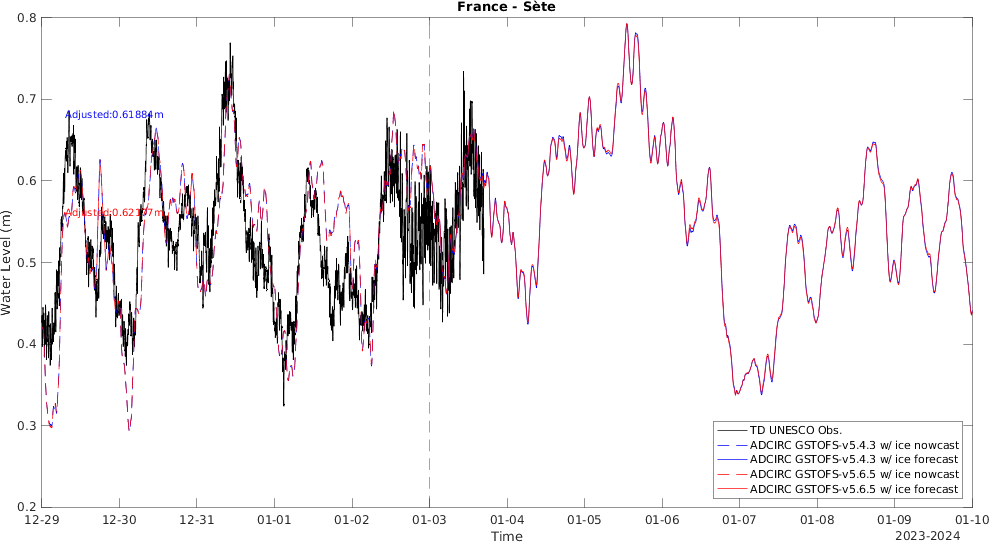 France - Sète
0.8
0.7
0.6
0.5
0.4
0.3
0.2
Water Level (m)
Adjusted:0.61884m
TD UNESCO Obs.
ADCIRC GSTOFS-v5.4.3 w/ ice nowcast
ADCIRC GSTOFS-v5.4.3 w/ ice forecast
ADCIRC GSTOFS-v5.6.5 w/ ice nowcast
ADCIRC GSTOFS-v5.6.5 w/ ice forecast
12-29 12-30 12-31 01-01 01-02 01-03 01-04 01-05 01-06 01-07 01-08 01-09 01-10
Time
2023-2024